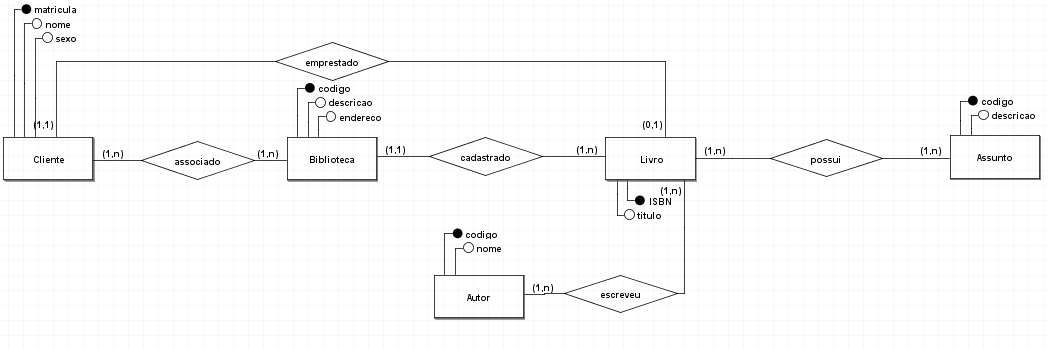 matricula
nome
sexo
emprestado
codigo
descricao
endereco
codigo
descricao
(1,1)
(0,1)
Cliente
(1,n)
associado
(1,n)
Biblioteca
(1,1)
cadastrado
(1,n)
Livro
(1,n)
possui
(1,n)
Assunto
(1,n)
ISBN
titulo
codigo
nome
Autor
(1,n)
escreveu